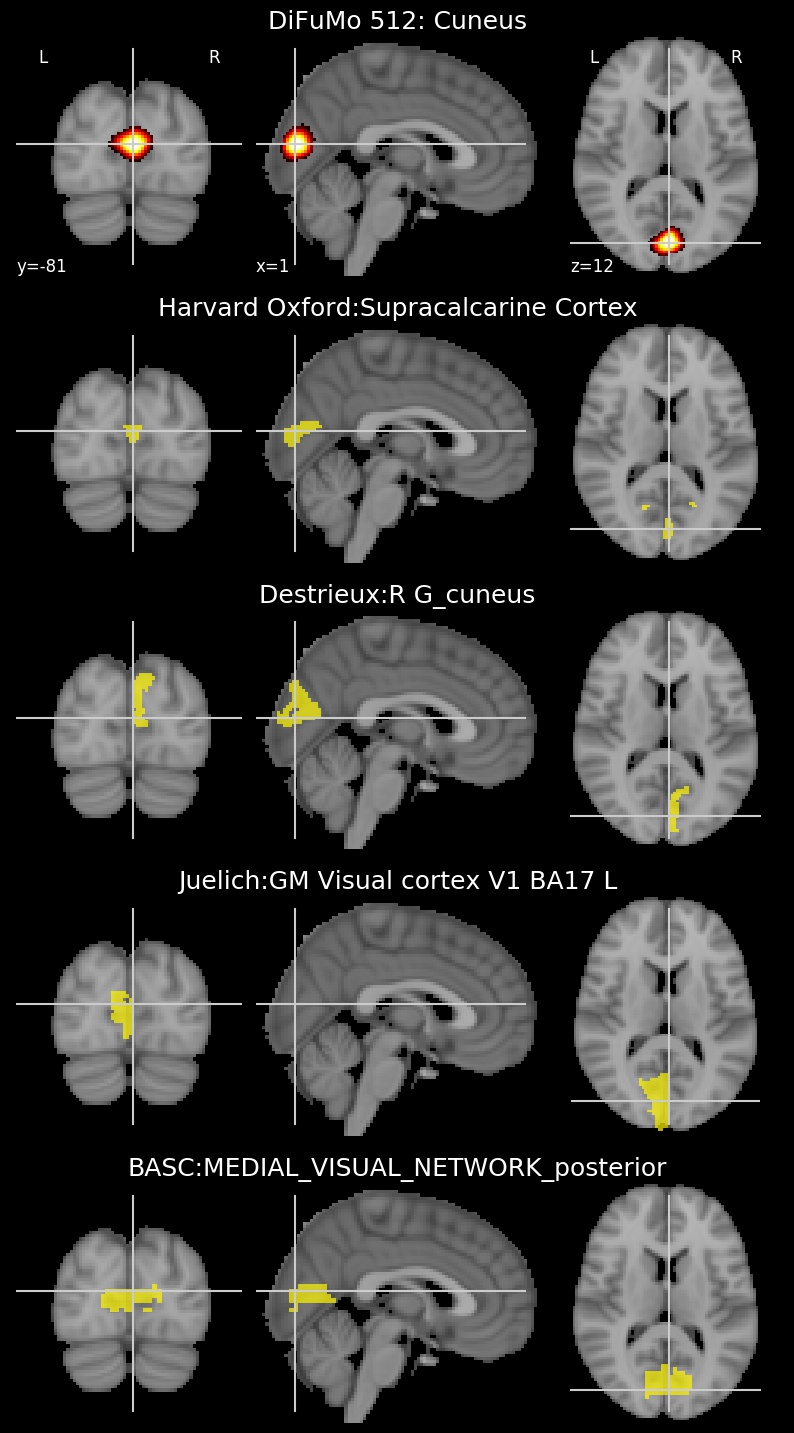 DiFuMo 512: Cuneus
L R L R
y=-81 x=1 z=12
Harvard Oxford:Supracalcarine Cortex
Destrieux:R G_cuneus
Juelich:GM Visual cortex V1 BA17 L
BASC:MEDIAL_VISUAL_NETWORK_posterior